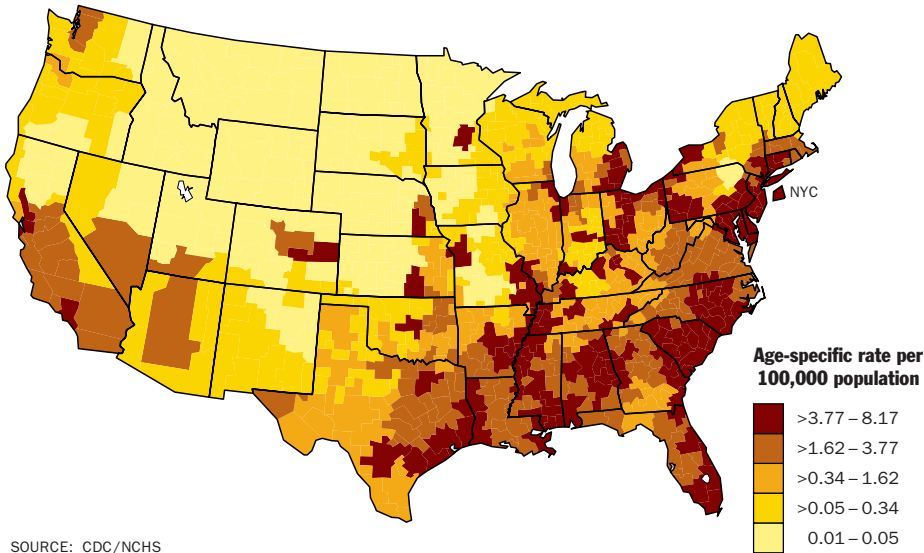 NYC
Age-specific rate per
100,000 population
>3.77 – 8.17
>1.62 – 3.77
>0.34 – 1.62
>0.05 – 0.34
0.01 – 0.05
SOURCE: CDC/NCHS